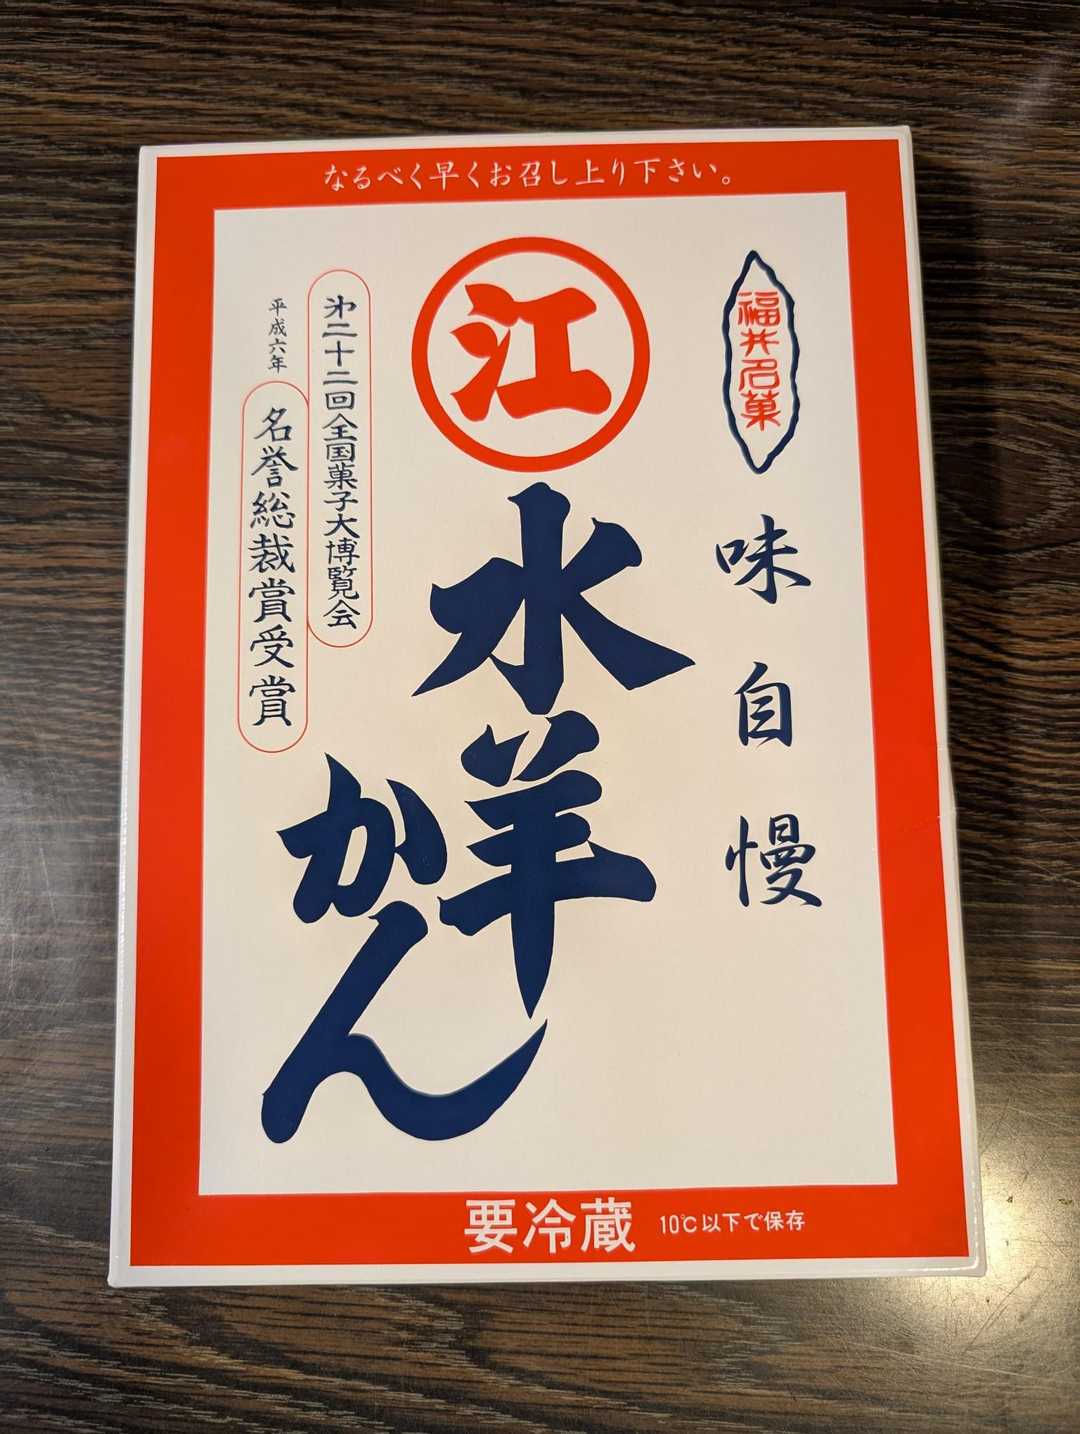 なるべく早くお召し上り下さい。
江
福井名菓
味自慢
水羊かん
㐧二十二回全国菓子大博覧会
平成六年
名誉総裁賞受賞
要冷蔵 10℃以下で保存